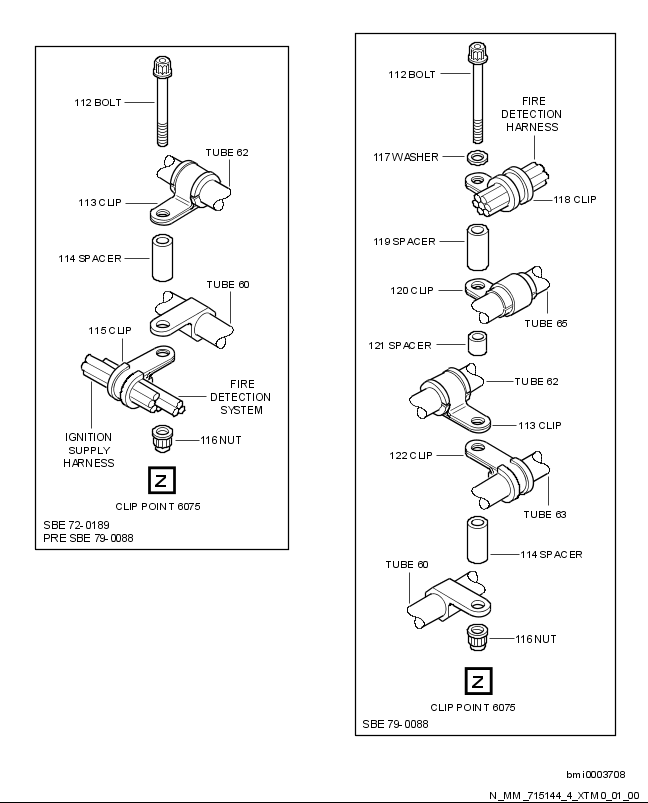 112 BOLT
TUBE 62
113 CLIP
114 SPACER
TUBE 60
115 CLIP
FIRE
DETECTION
SYSTEM
IGNITION
SUPPLY
HARNESS
116 NUT
Z
CLIP POINT 6075
SBE 72-0189
PRE SBE 79-0088
112 BOLT
FIRE
DETECTION
HARNESS
117 WASHER
118 CLIP
119 SPACER
120 CLIP
TUBE 65
121 SPACER
TUBE 62
113 CLIP
122 CLIP
TUBE 63
114 SPACER
TUBE 60
116 NUT
Z
CLIP POINT 6075
SBE 79-0088
bmi0003708
N_MM_715144_4_XTM0_01_00